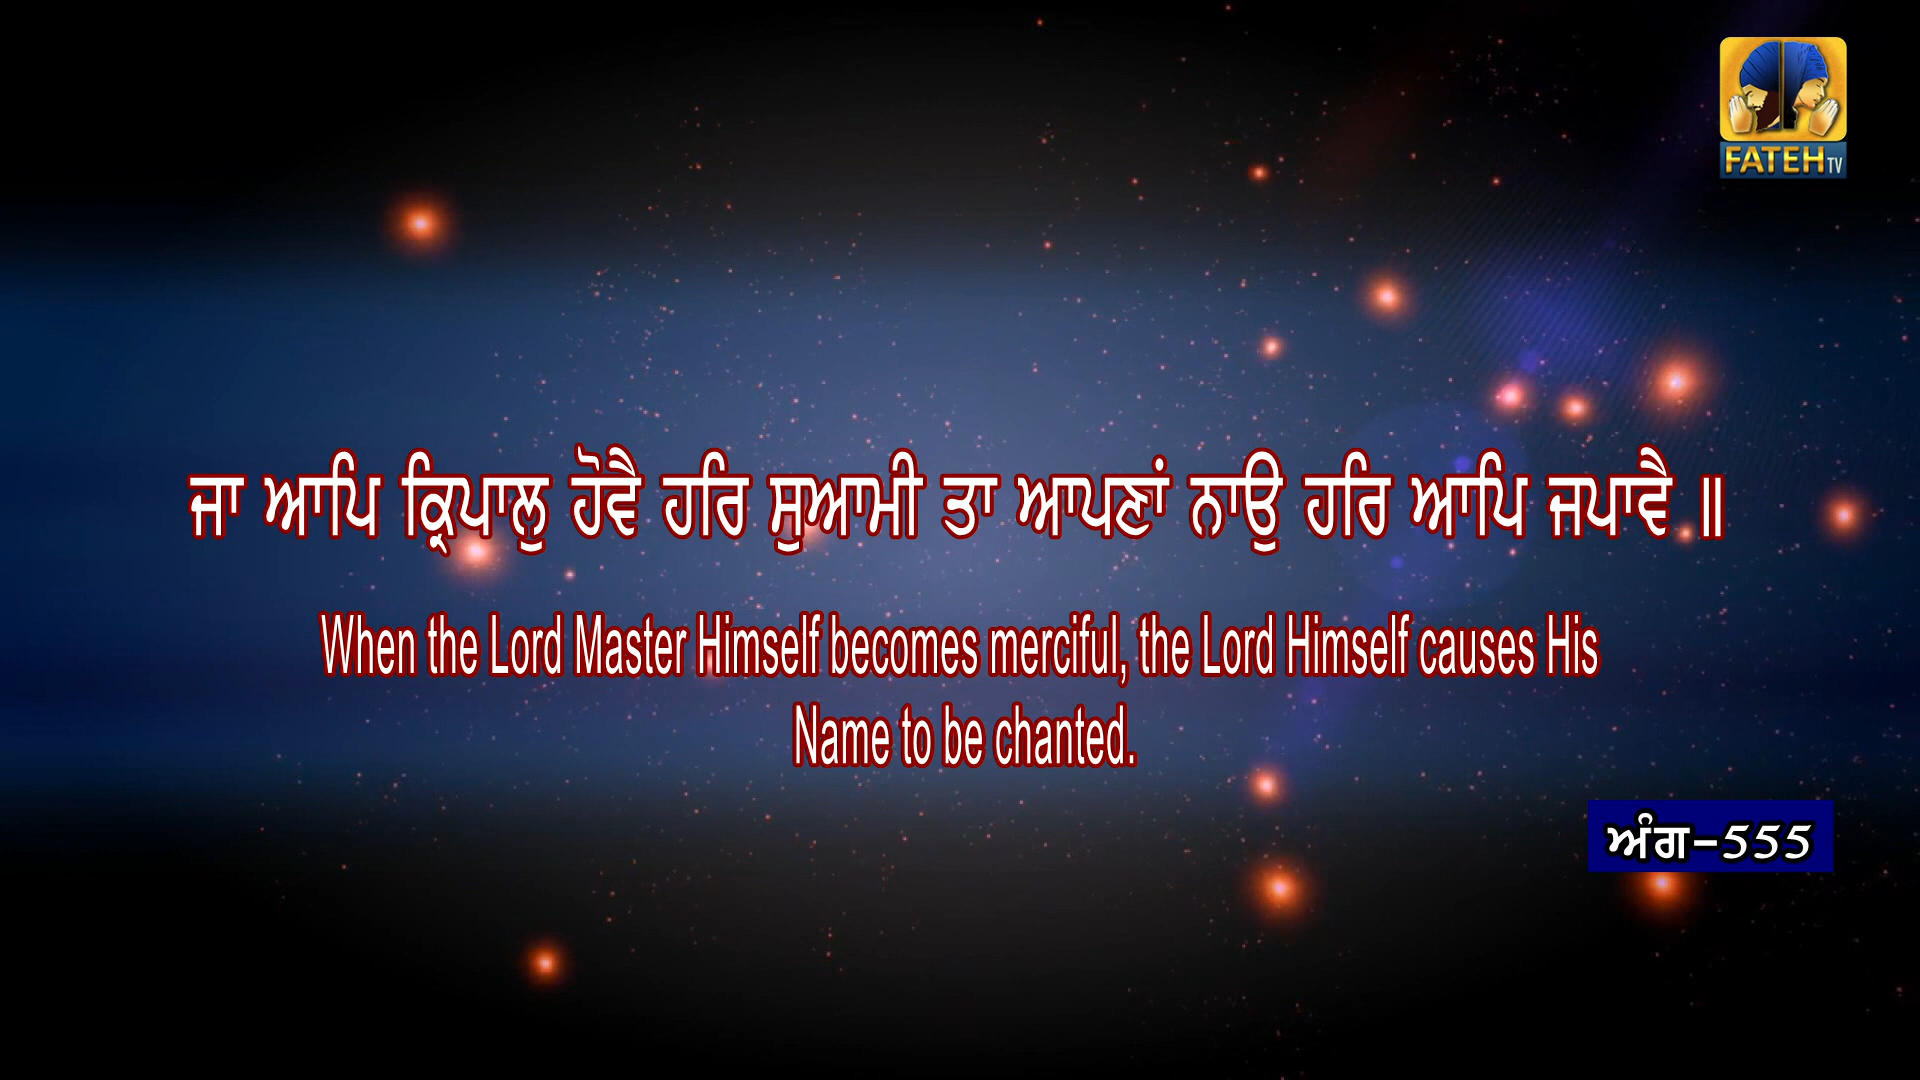 FATEH TV
ਜਾ ਆਪਿ ਕ੍ਰਿਪਾਲੁ ਹੋਵੈ ਹਰਿ ਸੁਆਮੀ ਤਾ ਆਪਣਾਂ ਨਾਉ ਹਰਿ ਆਪਿ ਜਪਾਵੈ ॥
When the Lord Master Himself becomes merciful, the Lord Himself causes His
Name to be chanted.
ਅੰਗ-555